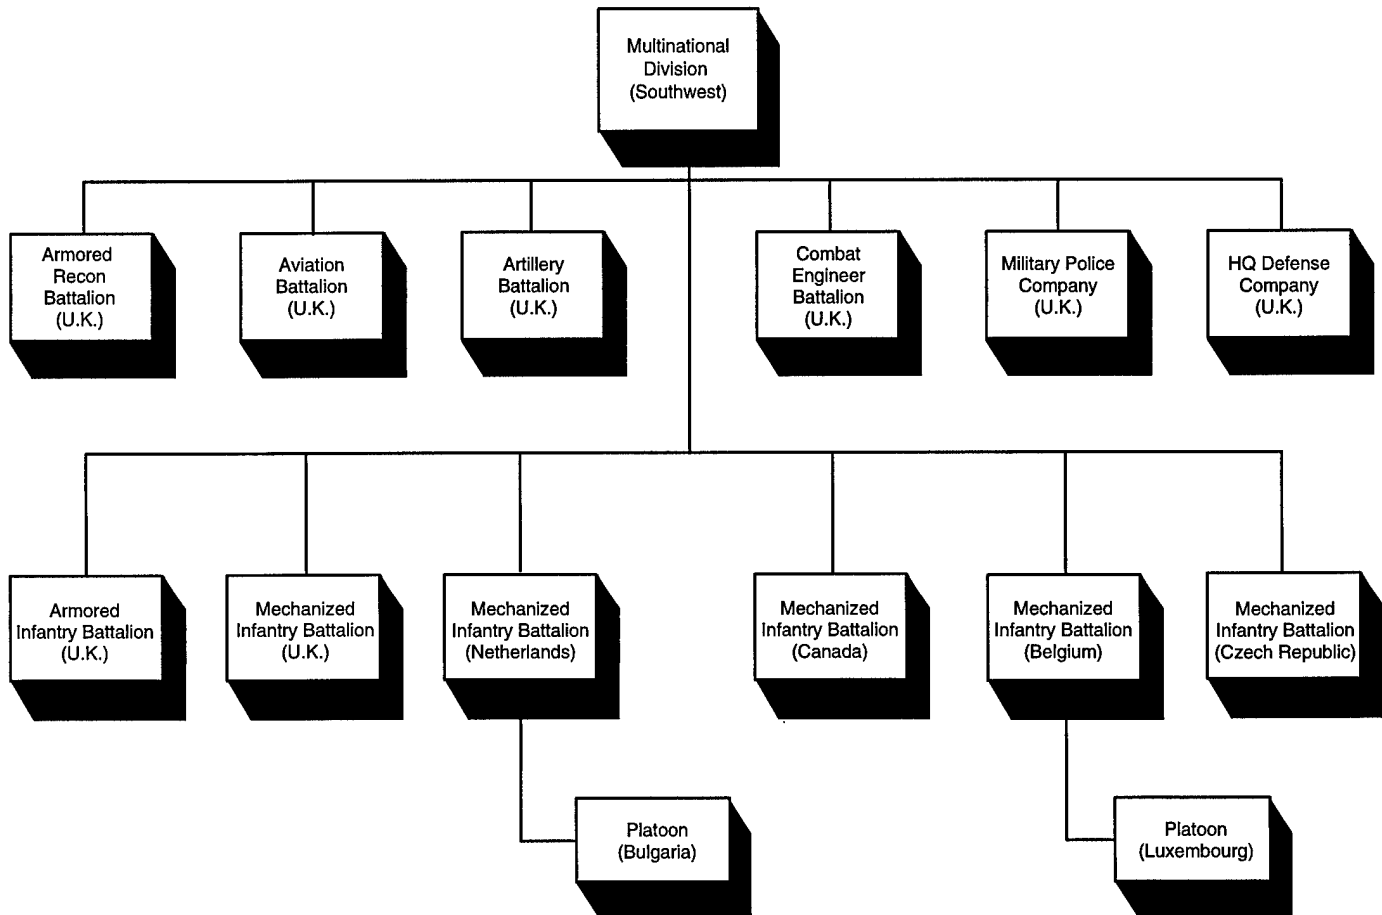 Multinational
Division
(Southwest)
Armored
Recon
Battalion
(U.K.)
Aviation
Battalion
(U.K.)
Artillery
Battalion
(U.K.)
Combat
Engineer
Battalion
(U.K.)
Military Police
Company
(U.K.)
HQ Defense
Company
(U.K.)
Armored
Infantry Battalion
(U.K.)
Mechanized
Infantry Battalion
(U.K.)
Mechanized
Infantry Battalion
(Netherlands)
Mechanized
Infantry Battalion
(Canada)
Mechanized
Infantry Battalion
(Belgium)
Mechanized
Infantry Battalion
(Czech Republic)
Platoon
(Bulgaria)
Platoon
(Luxembourg)